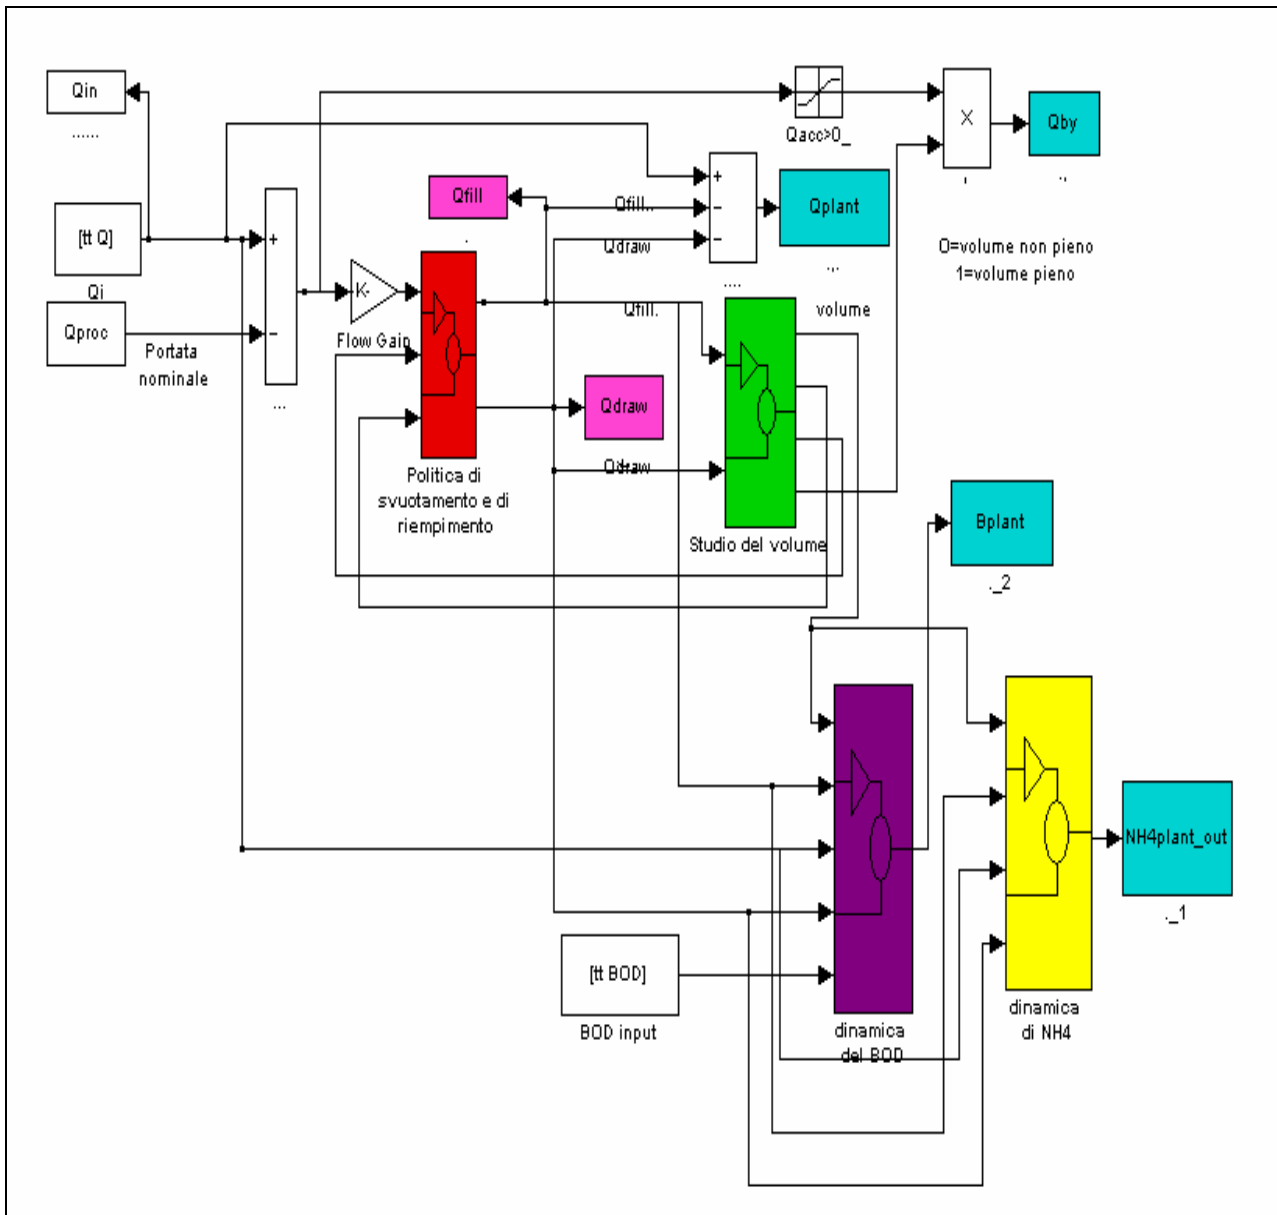 Qin
......
[tt Q]
Qi
Qproc
Portata
nominale
+
−
...
K-
Flow Gain
Qfill
.
Politica di
svuotamento e di
riempimento
Qfill.
Qdraw
Qdraw
Qfill..
Qdraw
+
−
−
....
Qplant
.,.
Qacc>0_
X
,
Qby
.,
0=volume non pieno
1=volume pieno
volume
Studio del volume
Bplant
._2
[tt BOD]
BOD input
dinamica
del BOD
dinamica
di NH4
NH4plant_out
._1